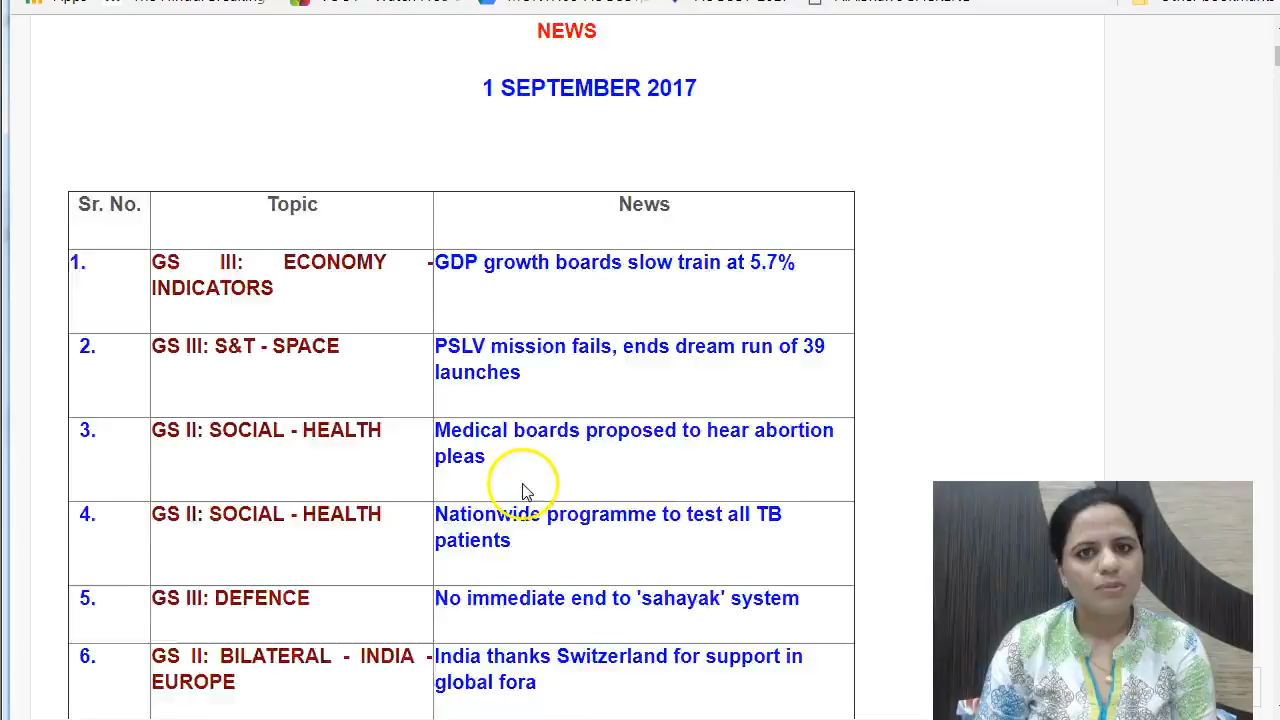 Apps
NEWS
1 SEPTEMBER 2017
Sr. No. Topic News
1. GS III: ECONOMY - GDP growth boards slow train at 5.7%
INDICATORS
2. GS III: S&T - SPACE PSLV mission fails, ends dream run of 39
launches
3. GS II: SOCIAL - HEALTH Medical boards proposed to hear abortion
pleas
4. GS II: SOCIAL - HEALTH Nationwide programme to test all TB
patients
5. GS III: DEFENCE No immediate end to 'sahayak' system
6. GS II: BILATERAL - INDIA - India thanks Switzerland for support in
EUROPE global fora